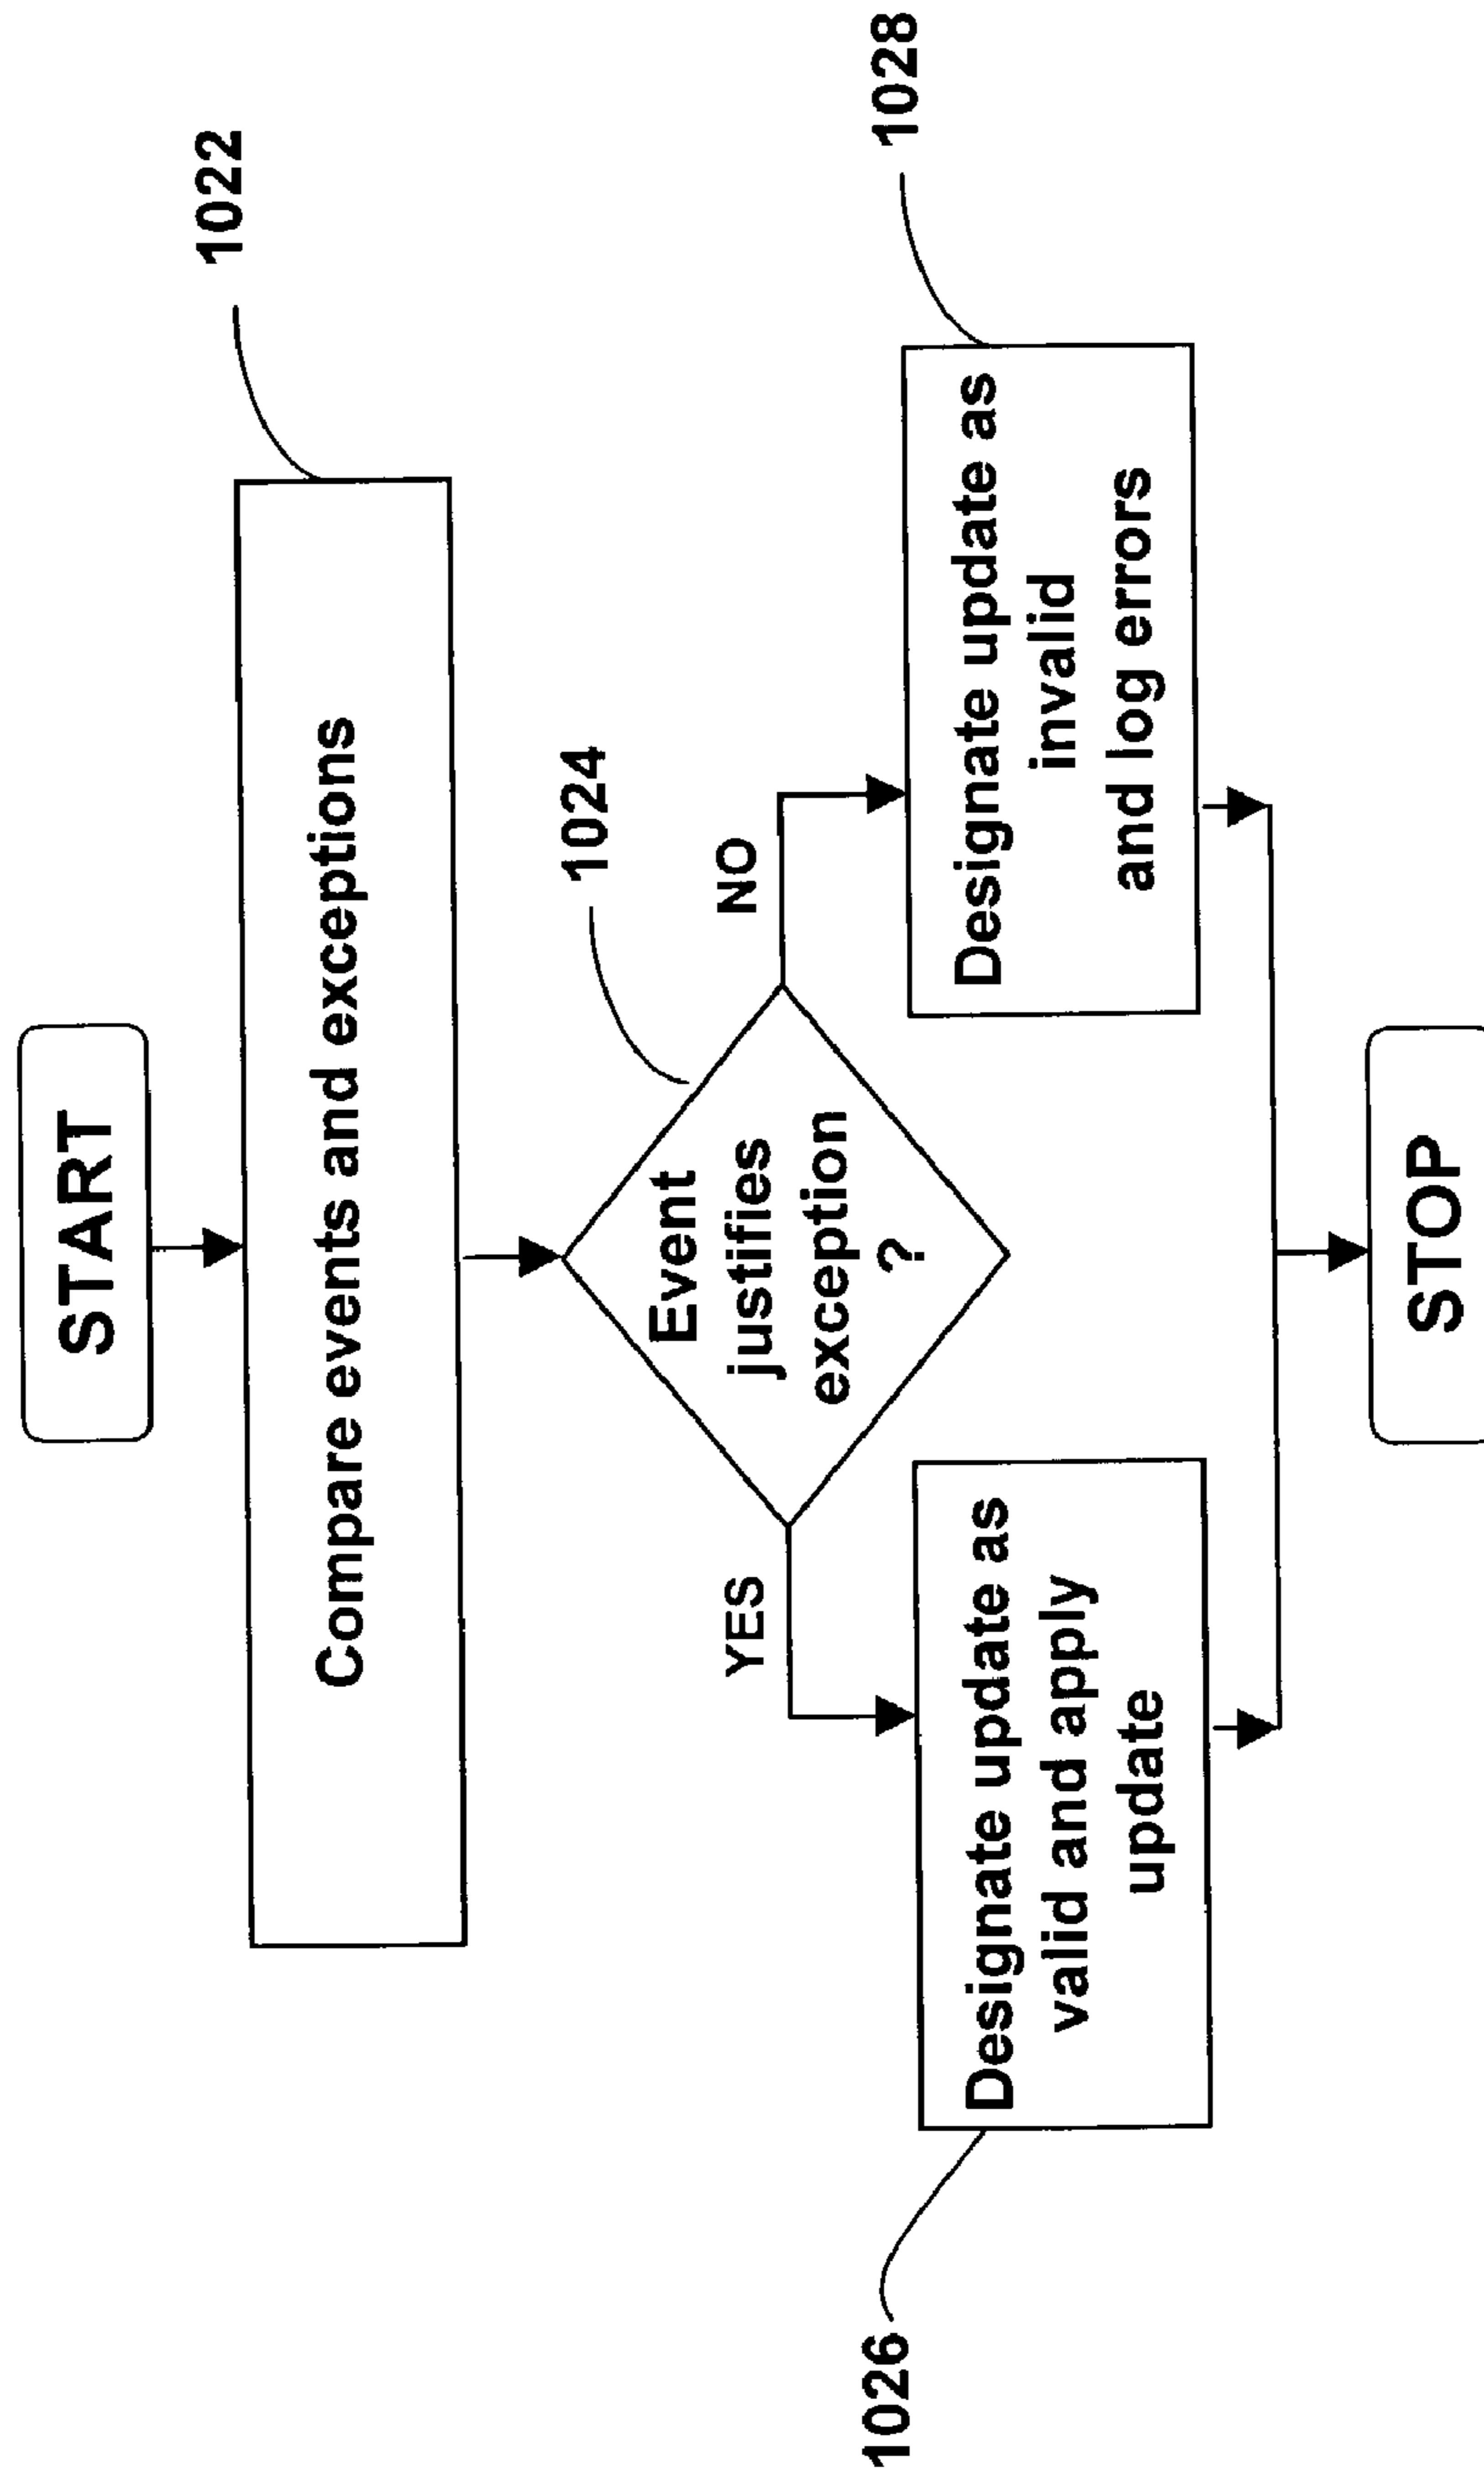 START
1022
Compare events and exceptions
1024
Event
justifies
exception
?
YES
NO
1026
Designate update as
valid and apply
update
1028
Designate update as
invalid
and log errors
STOP